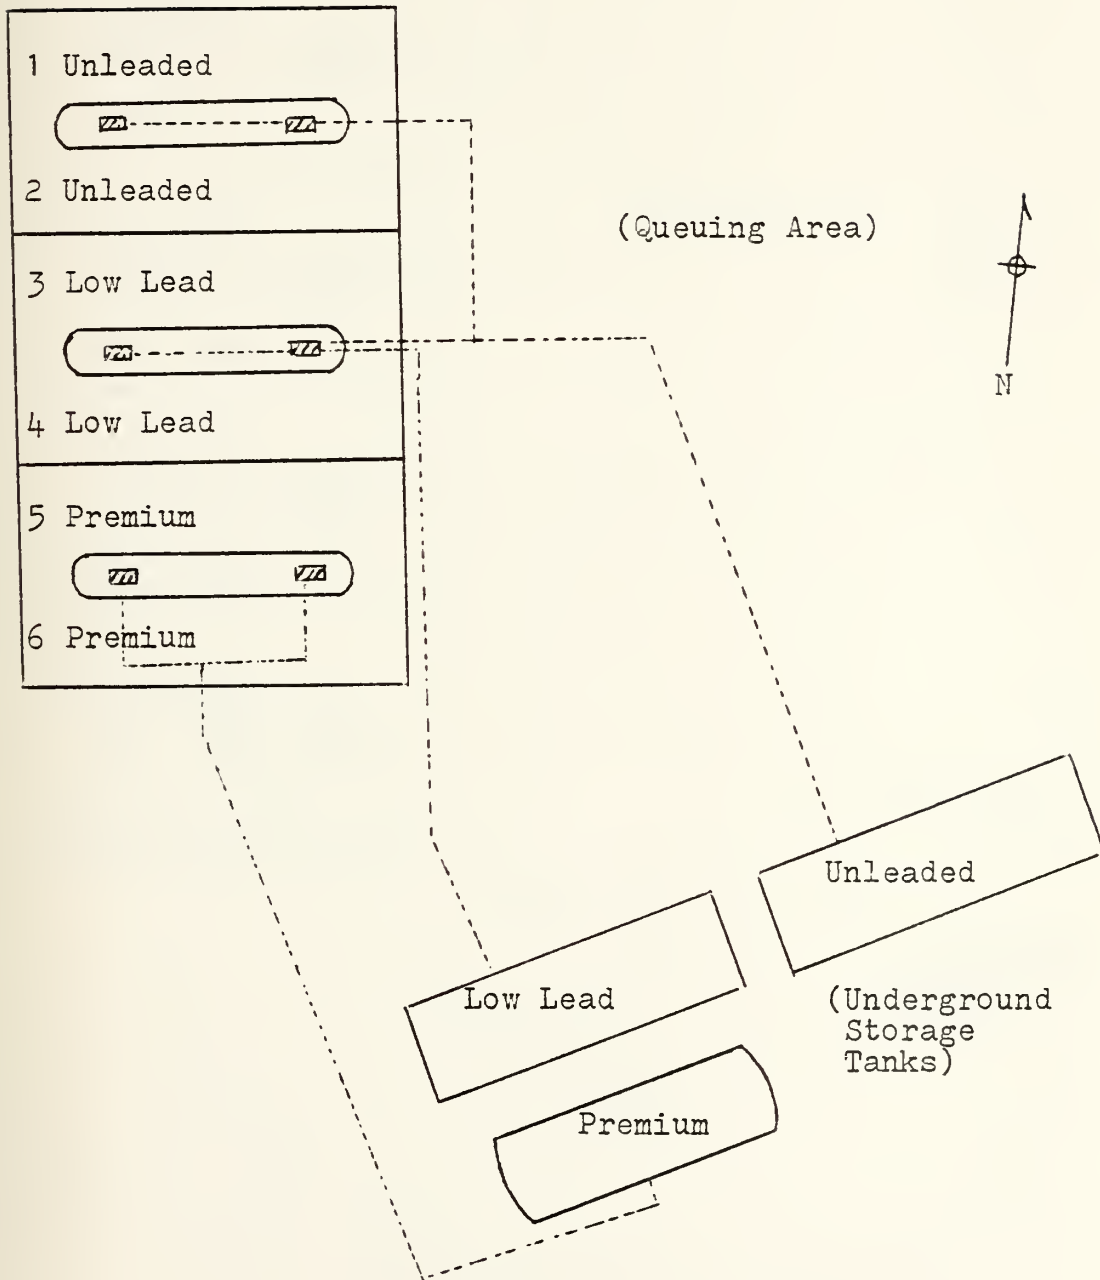 1 Unleaded
2 Unleaded
(Queuing Area)
3 Low Lead
N
4 Low Lead
5 Premium
6 Premium
Unleaded
Low Lead
(Underground
Storage
Tanks)
Premium